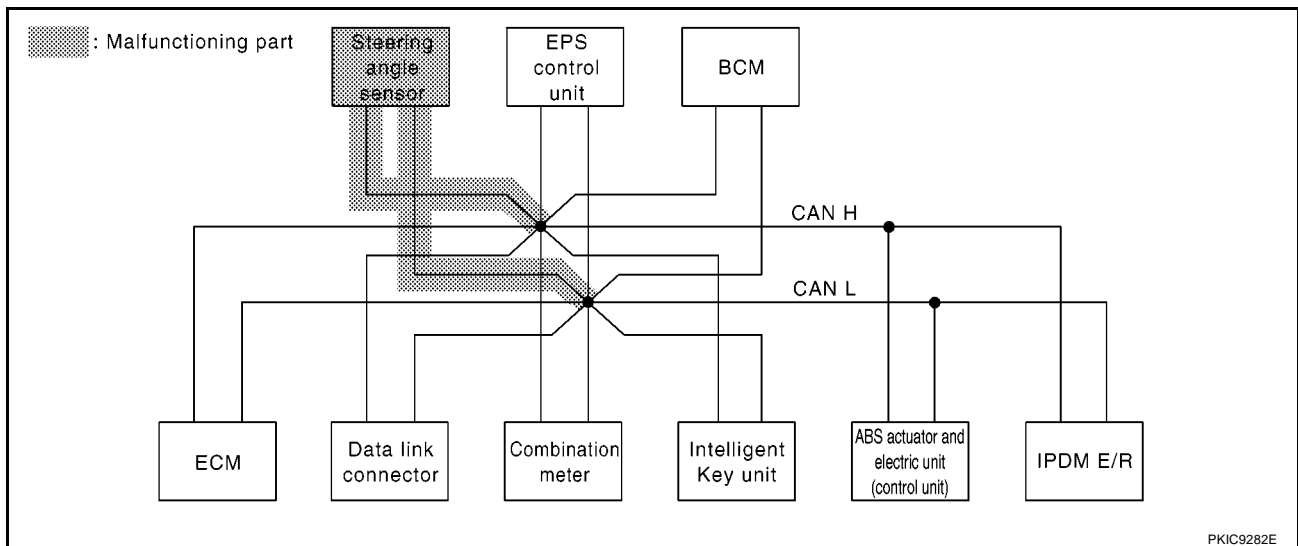 : Malfunctioning part
Steering
angle
sensor
EPS
control
unit
BCM
CAN H
CAN L
ECM
Data link
connector
Combination
meter
Intelligent
Key unit
ABS actuator and
electric unit
(control unit)
IPDM E/R
PKIC9282E